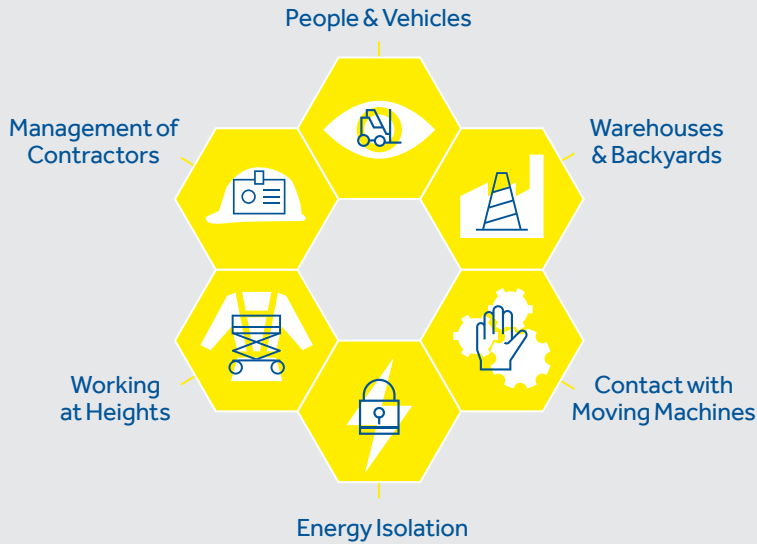 People & Vehicles
Management of
Contractors
Warehouses
& Backyards
Working
at Heights
Contact with
Moving Machines
Energy Isolation